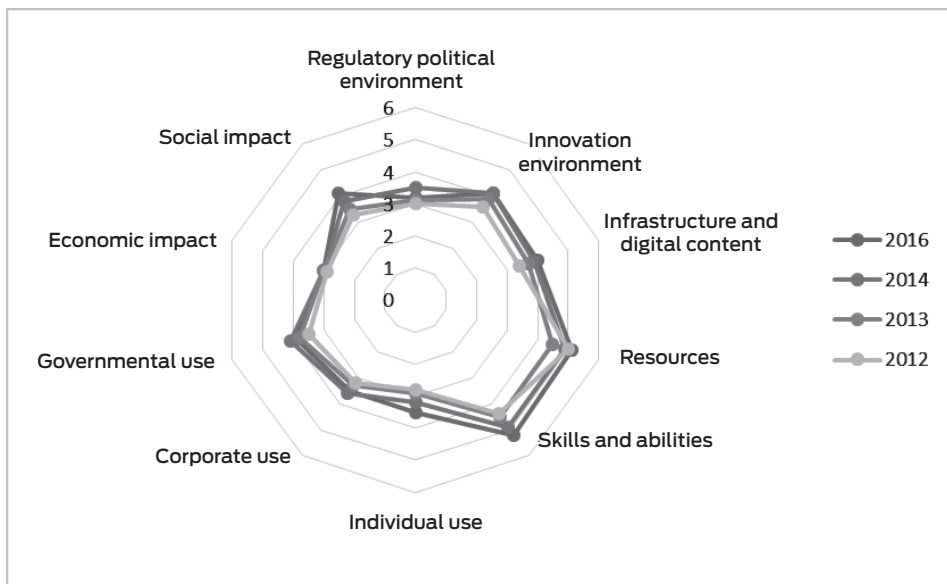 Regulatory political
environment
Social impact
Innovation
environment
Economic impact
Infrastructure and
digital content
Governmental use
Resources
Corporate use
Skills and abilities
Individual use
6
5
4
3
2
1
0
2016
2014
2013
2012